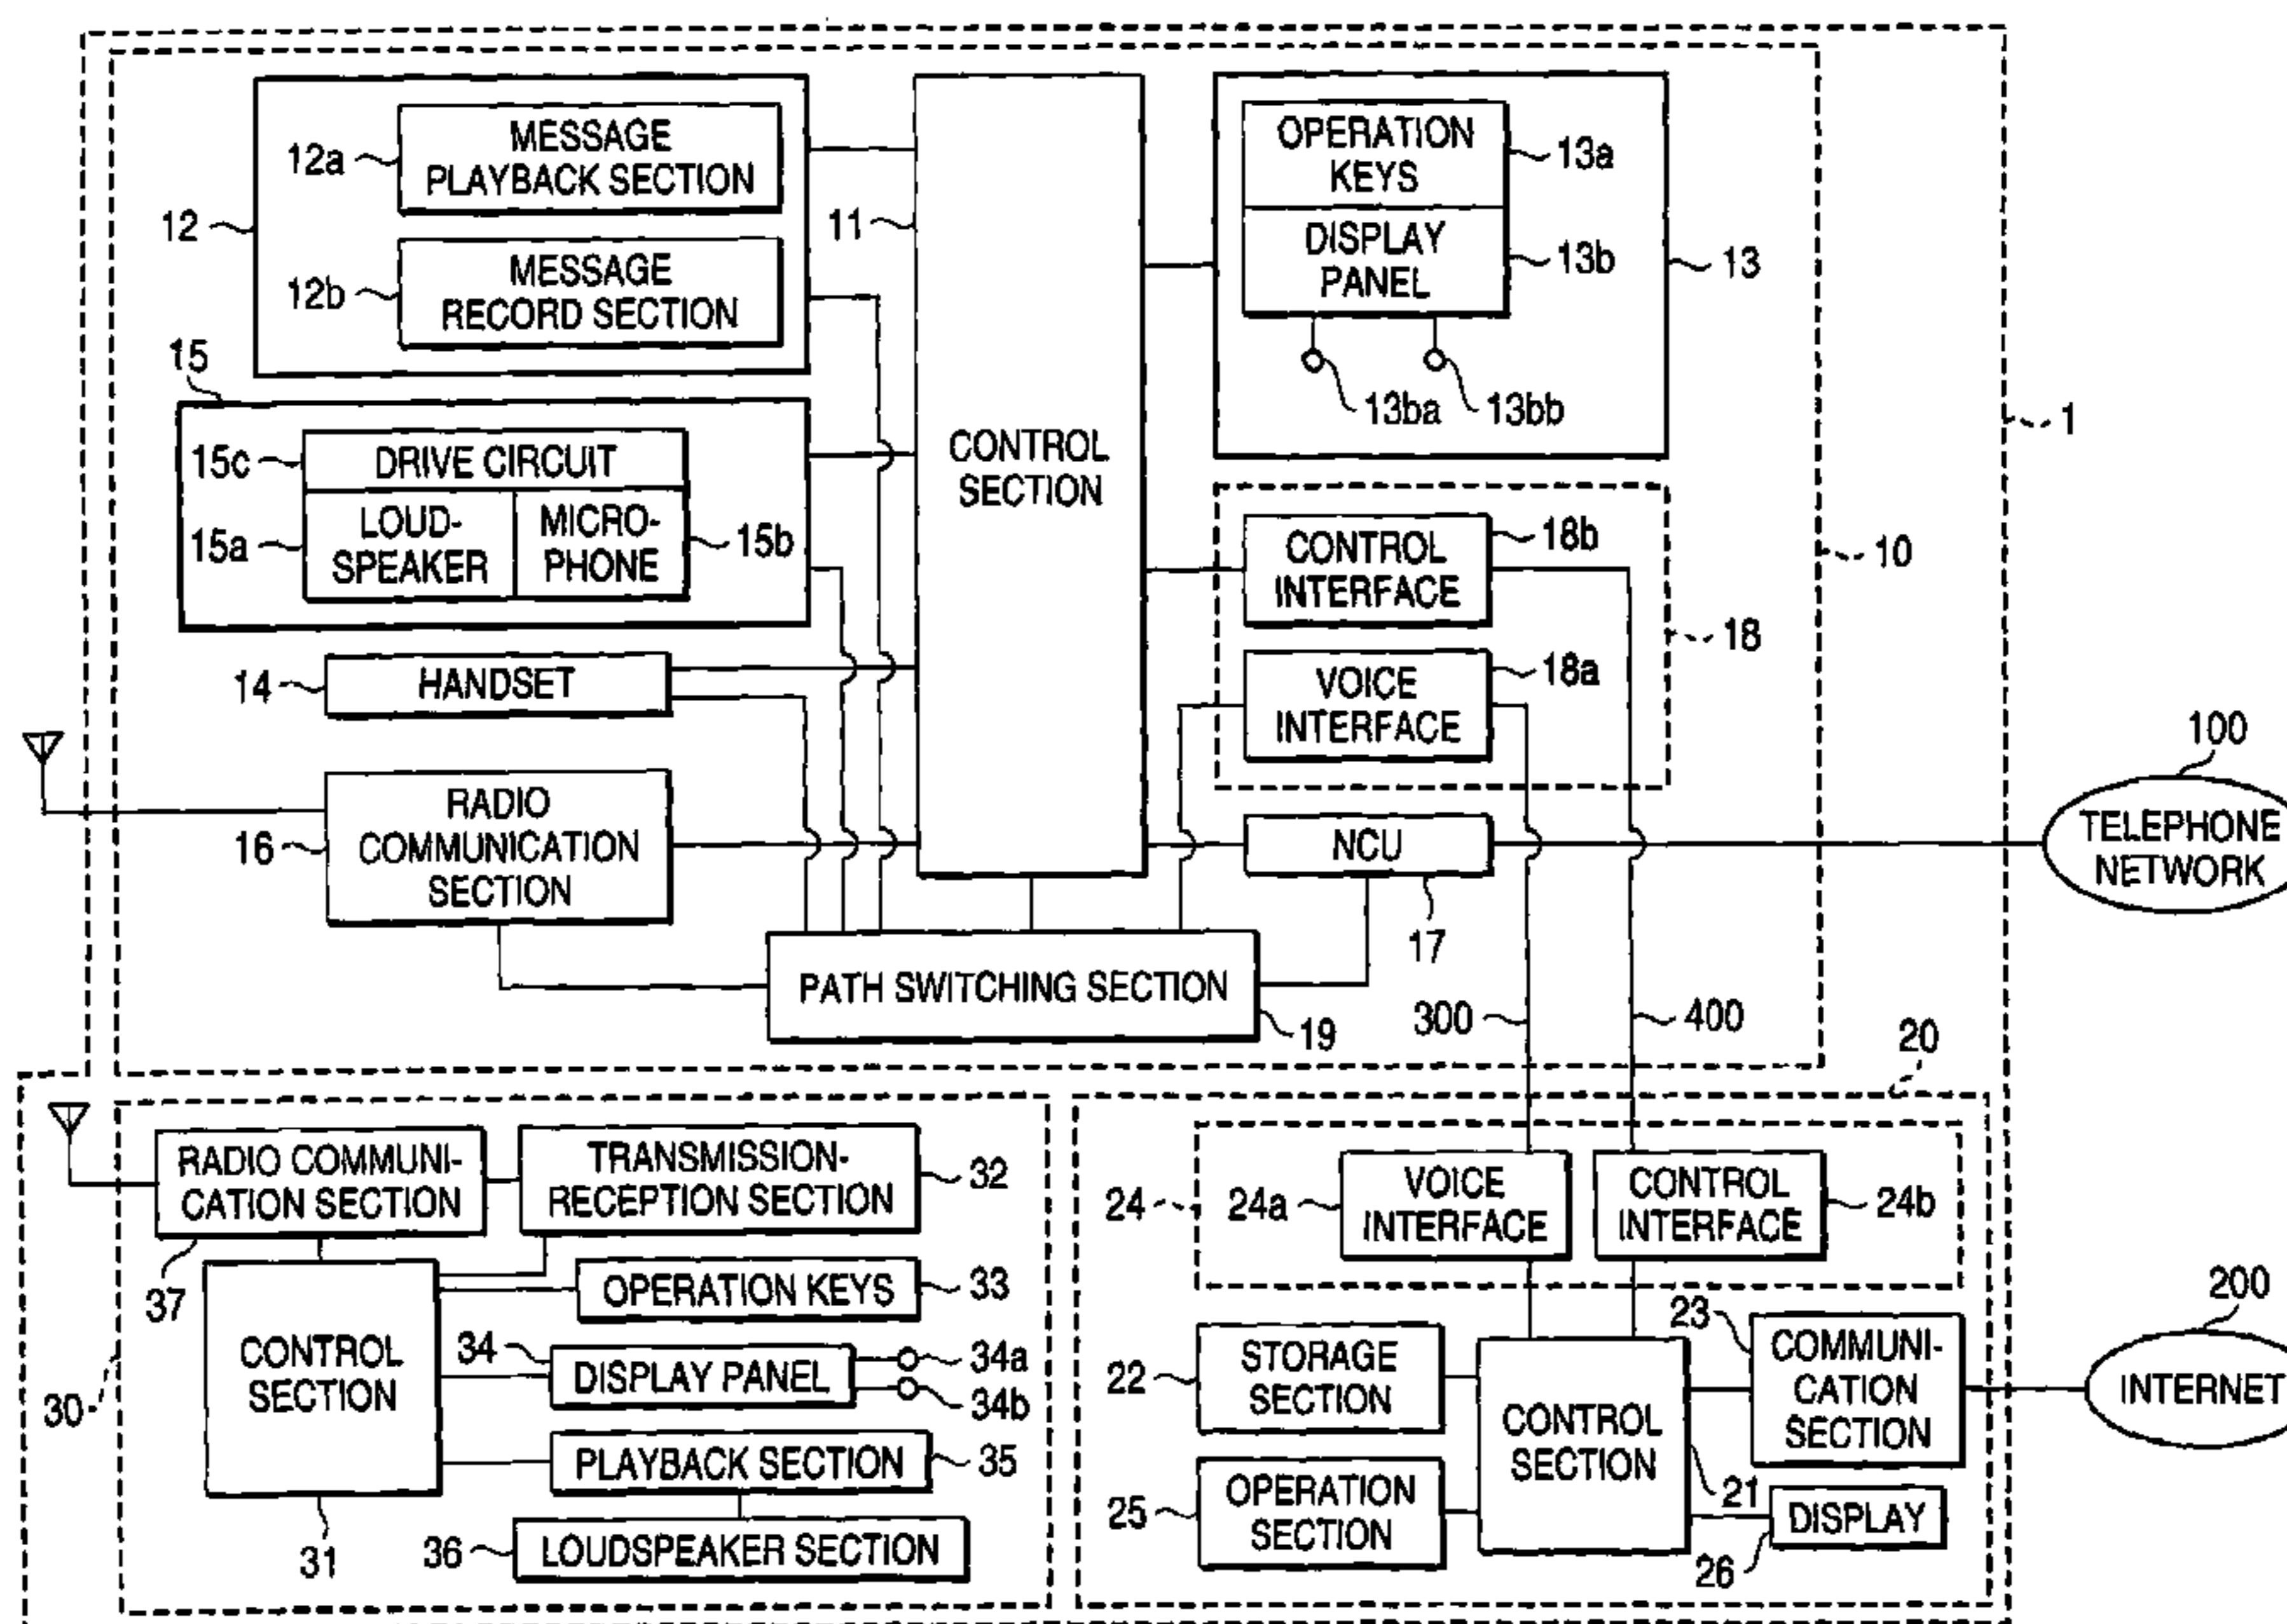 12a
MESSAGE
PLAYBACK SECTION
12
12b
MESSAGE
RECORD SECTION
11
CONTROL
SECTION
OPERATION
KEYS
13a
DISPLAY
PANEL
13b
13
13ba
13bb
1
15
15c
DRIVE CIRCUIT
15a
LOUD-
SPEAKER
MICRO-
PHONE
15b
CONTROL
INTERFACE
18b
10
18
14
HANDSET
VOICE
INTERFACE
18a
16
RADIO
COMMUNICATION
SECTION
NCU
17
100
TELEPHONE
NETWORK
PATH SWITCHING SECTION
19
300
400
20
RADIO COMMUNI-
CATION SECTION
37
TRANSMISSION-
RECEPTION SECTION
32
OPERATION KEYS
33
30
CONTROL
SECTION
31
34
DISPLAY PANEL
34a
34b
PLAYBACK SECTION
35
36
LOUDSPEAKER SECTION
24
24a
VOICE
INTERFACE
CONTROL
INTERFACE
24b
22
STORAGE
SECTION
25
OPERATION
SECTION
CONTROL
SECTION
21
23
COMMUNI-
CATION
SECTION
26
DISPLAY
200
INTERNET